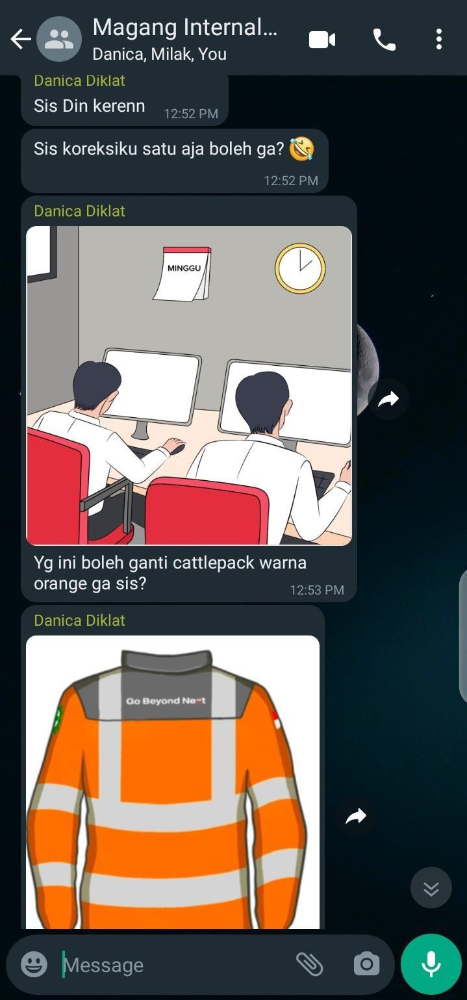 Magang Internal...
Danica, Milak, You
Danica Diklat
Sis Din kerenn
12:52 PM
Sis koreksiku satu aja boleh ga? 🤣
12:52 PM
Danica Diklat
MINGGU
Yg ini boleh ganti cattlepack warna
orange ga sis?
12:53 PM
Danica Diklat
Go Beyond Next
Message